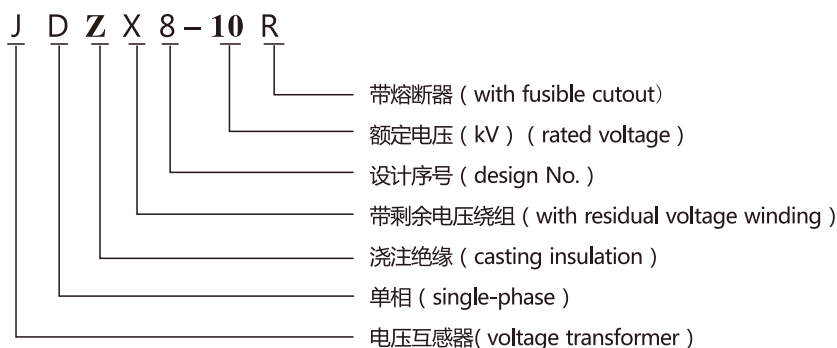 J D Z X 8 – 10 R
带熔断器 ( with fusible cutout)
额定电压 ( kV ) ( rated voltage )
设计序号 ( design No. )
带剩余电压绕组 ( with residual voltage winding )
浇注绝缘 ( casting insulation )
单相 ( single-phase )
电压互感器( voltage transformer )